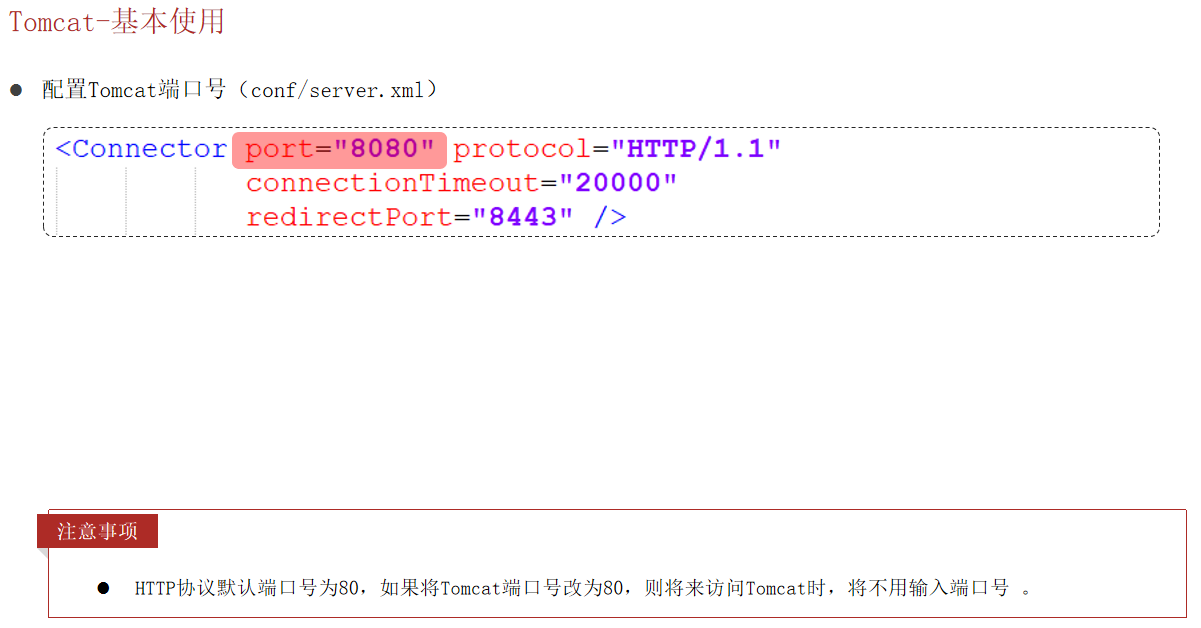 Tomcat-基本使用
配置Tomcat端口号（conf/server.xml）
<Connector port="8080" protocol="HTTP/1.1"
connectionTimeout="20000"
redirectPort="8443" />
注意事项
HTTP协议默认端口号为80，如果将Tomcat端口号改为80，则将来访问Tomcat时，将不用输入端口号 。